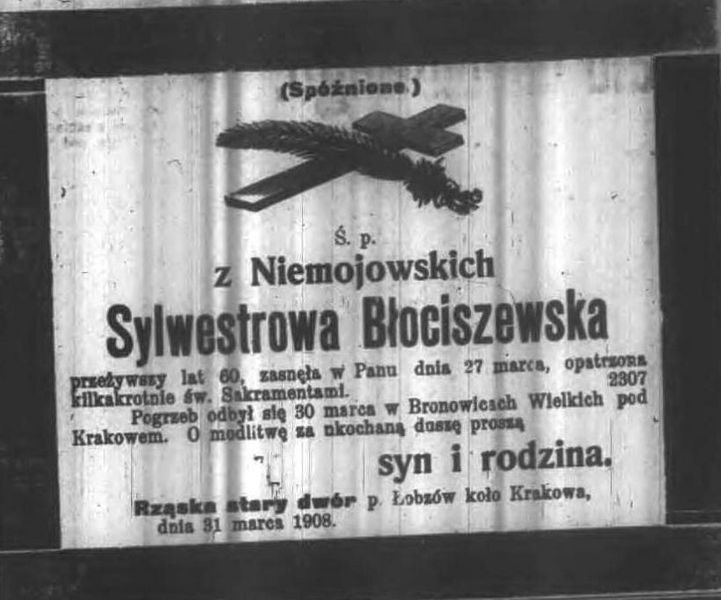 (Spóźnione.)
Ś. p.
z Niemojowskich
Sylwestrowa Błociszewska
przeżywszy lat 60, zasnęła w Panu dnia 27 marca, opatrzona
kilkakrotnie św. Sakramentami. 2307
Pogrzeb odbył się 30 marca w Bronowicach Wielkich pod
Krakowem. O modlitwę za ukochaną duszę proszą
syn i rodzina.
Rząska stary dwór p. Łobzów koło Krakowa,
dnia 31 marca 1908.